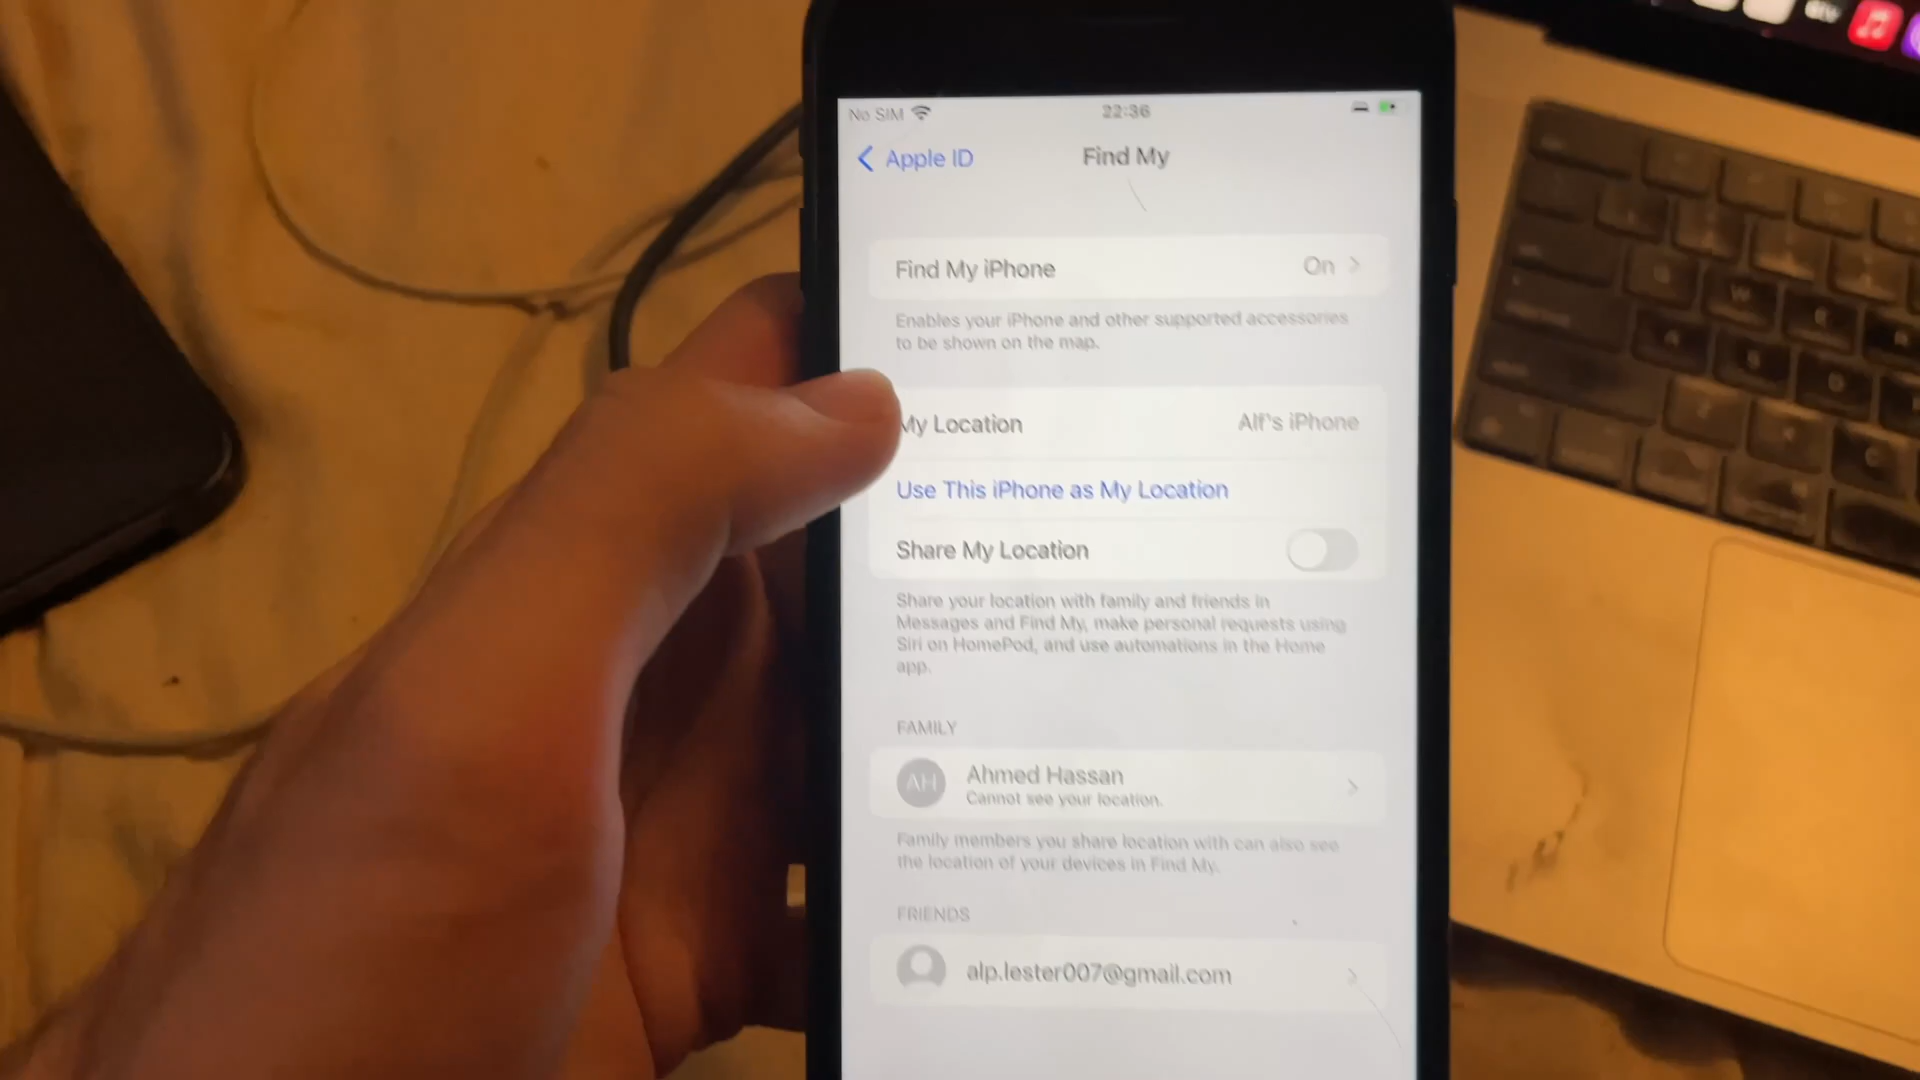 No SIM 22:36
Apple ID Find My
Find My iPhone On
Enables your iPhone and other supported accessories
to be shown on the map.
My Location Alf's iPhone
Use This iPhone as My Location
Share My Location
Share your location with family and friends in
Messages and Find My, make personal requests using
Siri on HomePod, and use automations in the Home
app.
FAMILY
AH Ahmed Hassan
Cannot see your location.
Family members you share location with can also see
the location of your devices in Find My.
FRIENDS
alp.lester007@gmail.com